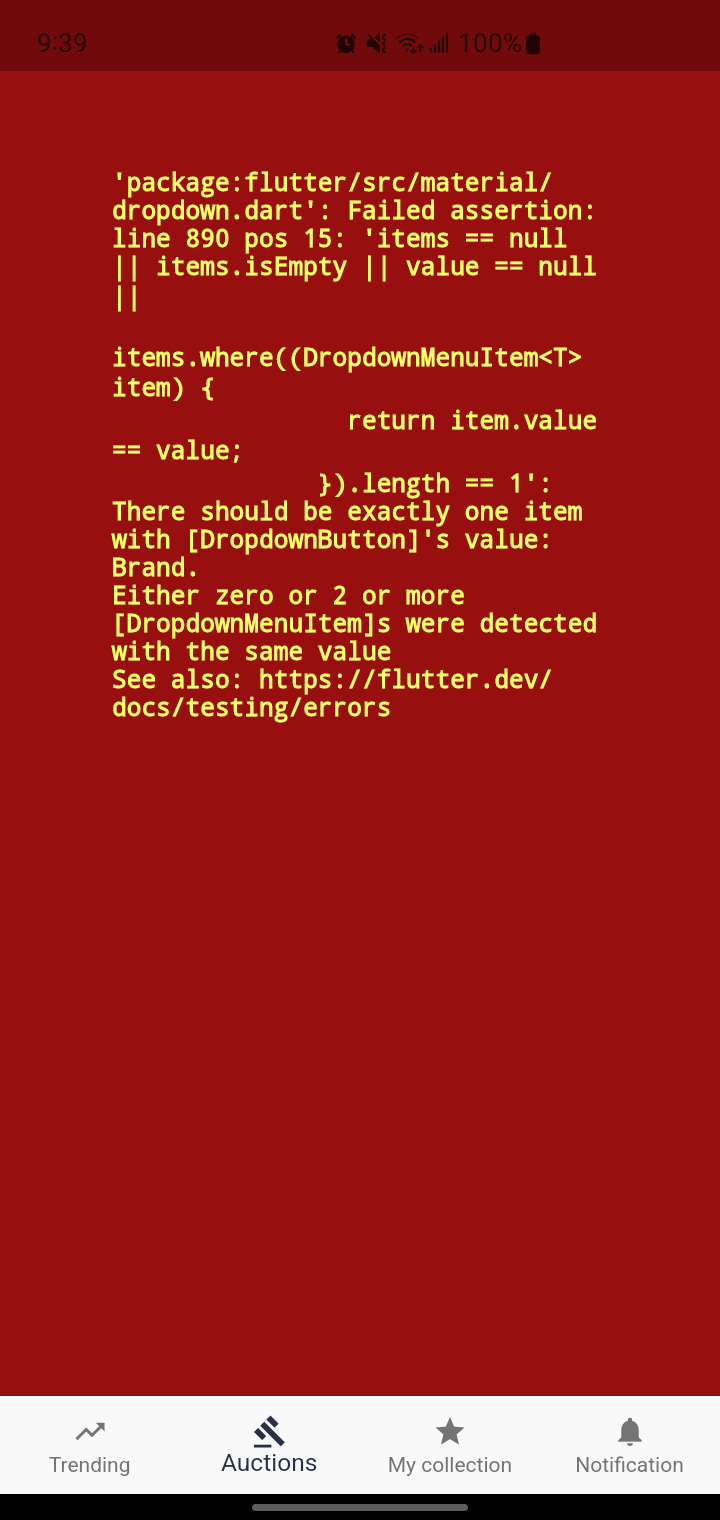 9:39 100%
'package:flutter/src/material/
dropdown.dart': Failed assertion:
line 890 pos 15: 'items == null
|| items.isEmpty || value == null
||
items.where((DropdownMenuItem<T>
item) {
return item.value
== value;
}).length == 1':
There should be exactly one item
with [DropdownButton]'s value:
Brand.
Either zero or 2 or more
[DropdownMenuItem]s were detected
with the same value
See also: https://flutter.dev/
docs/testing/errors
Trending Auctions My collection Notification